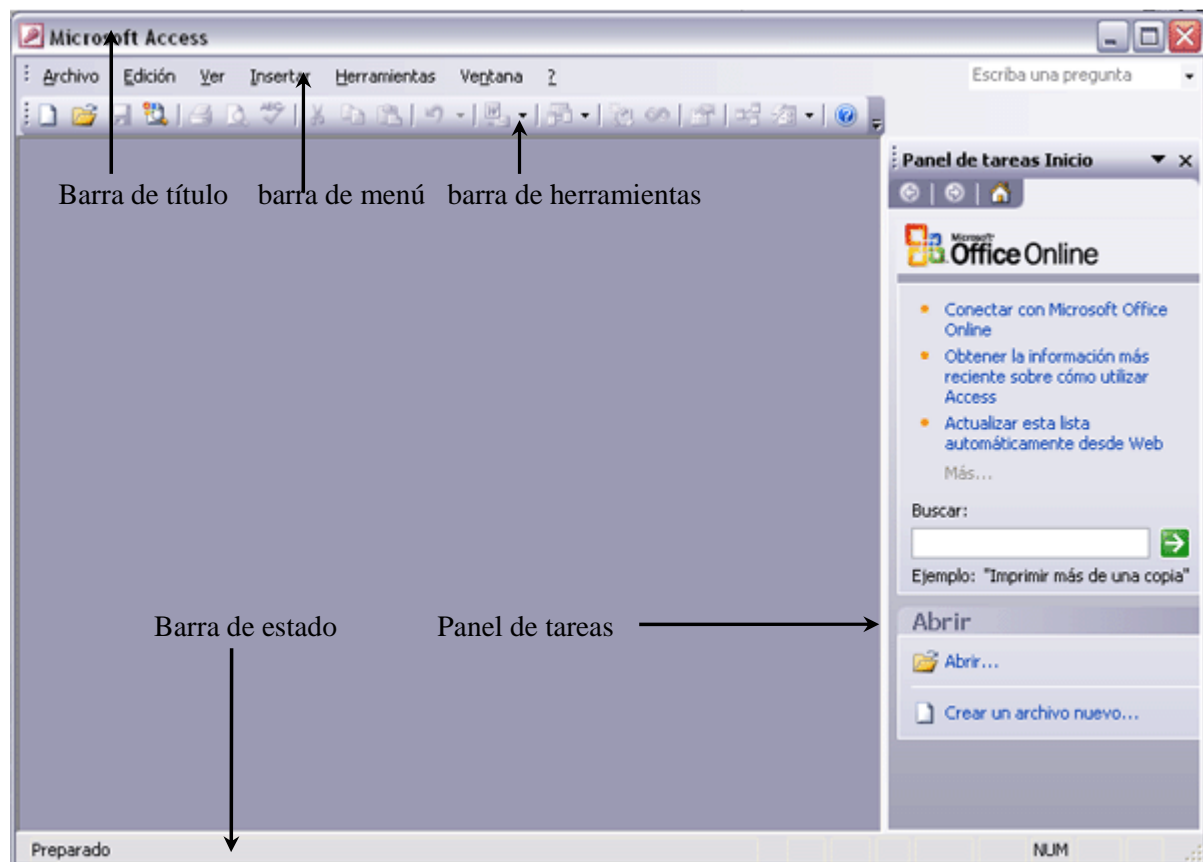 Microsoft Access
Archivo Edición Ver Insertar Herramientas Ventana ? Escriba una pregunta
Panel de tareas Inicio
Barra de título barra de menú barra de herramientas
Microsoft
Office Online
Conectar con Microsoft Office
Online
Obtener la información más
reciente sobre cómo utilizar
Access
Actualizar esta lista
automáticamente desde Web
Más...
Buscar:
Ejemplo: "Imprimir más de una copia"
Barra de estado Panel de tareas
Abrir
Abrir...
Crear un archivo nuevo...
Preparado NUM